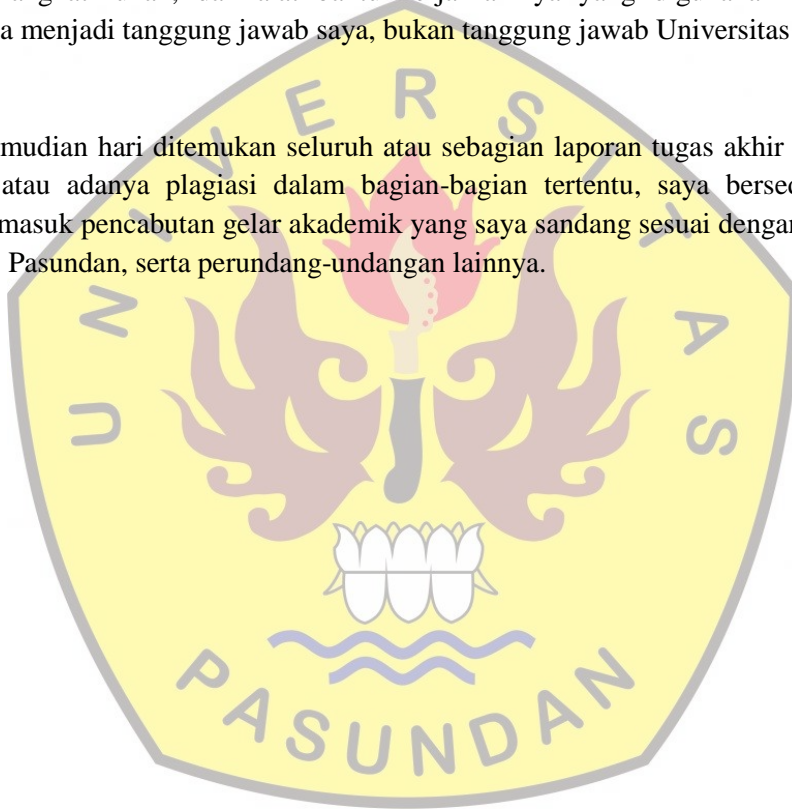 a menjadi tanggung jawab saya, bukan tanggung jawab Universitas
mudian hari ditemukan seluruh atau sebagian laporan tugas akhir
atau adanya plagiasi dalam bagian-bagian tertentu, saya bersed
masuk pencabutan gelar akademik yang saya sandang sesuai dengan
Pasundan, serta perundang-undangan lainnya.
UNIVERSITAS
PASUNDAN